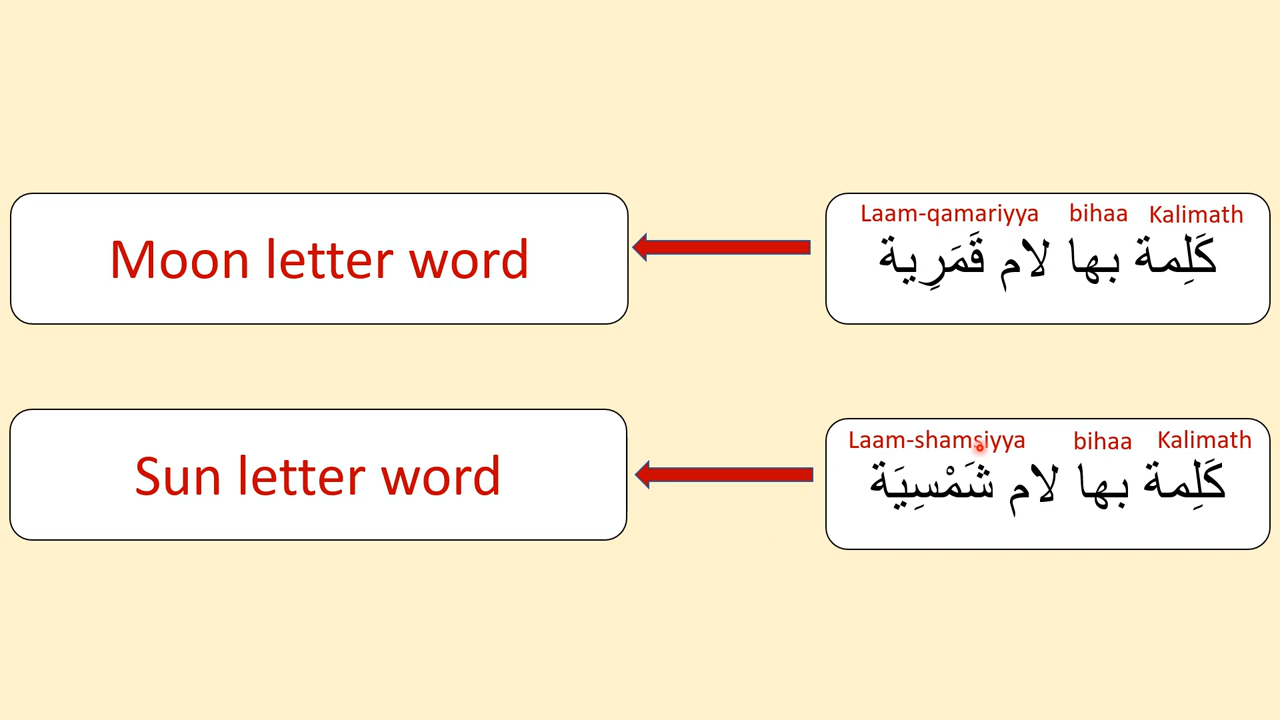 Moon letter word
Laam-qamariyya bihaa Kalimath
كَلِمة بها لام قَمَرِية
Sun letter word
Laam-shamsiyya bihaa Kalimath
كَلِمة بها لام شَمْسِيَة